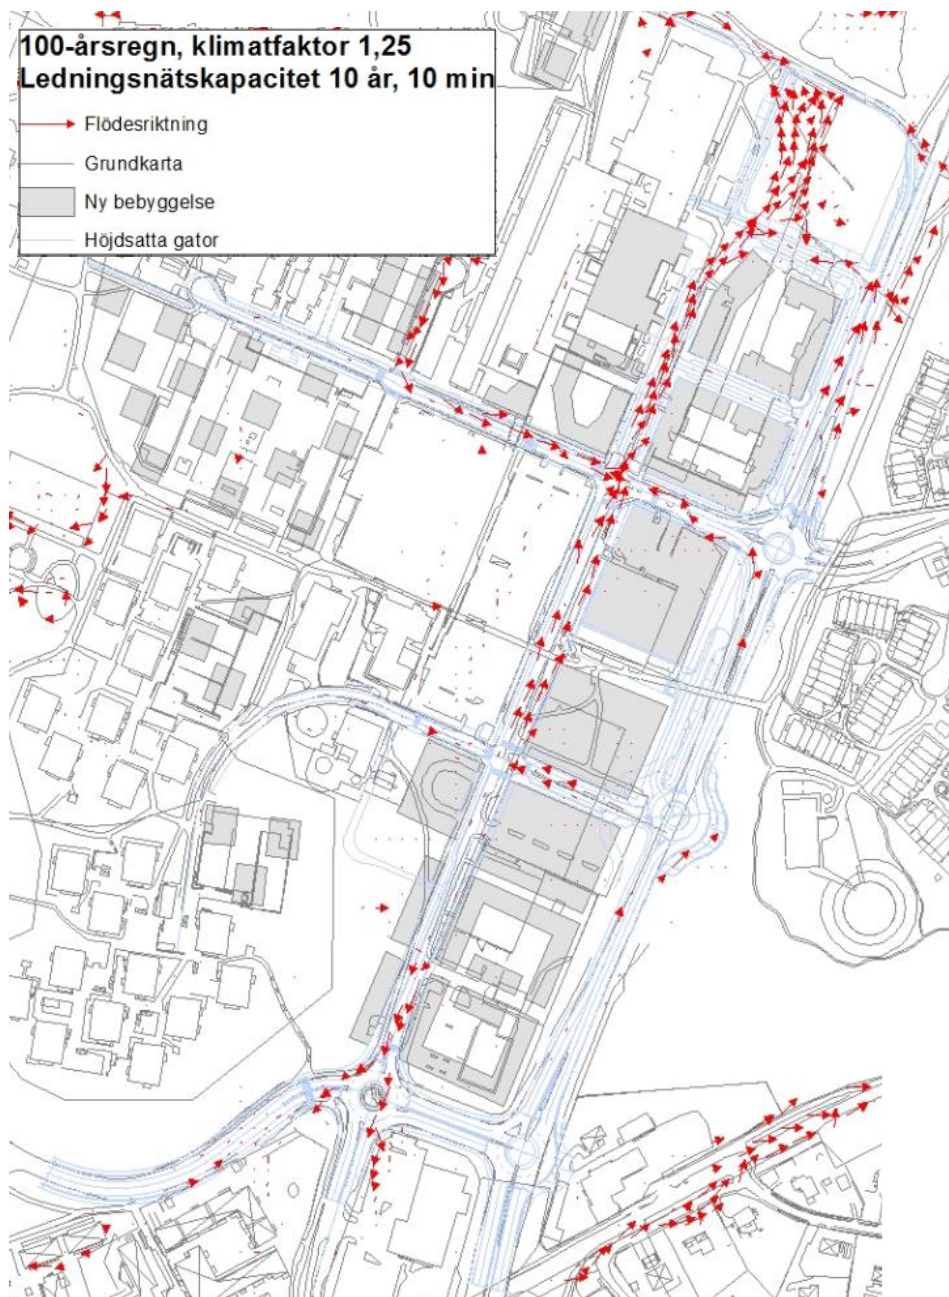 100-årsregn, klimatfaktor 1,25
Ledningsnätskapacitet 10 år, 10 min
Flödesriktning
Grundkarta
Ny bebyggelse
Höjdsatta gator